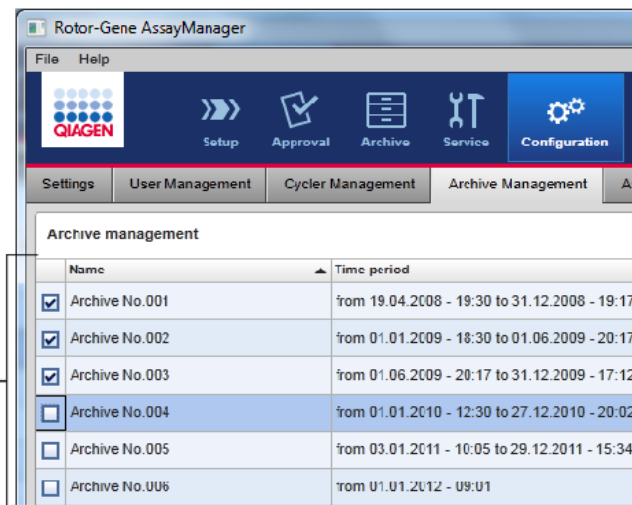 Rotor-Gene AssayManager
File Help
QIAGEN
Setup Approval Archive Service Configuration
Settings User Management Cycler Management Archive Management
Archive management
Name Time period
Archive No.001 from 19.04.2008 - 19:30 to 31.12.2008 - 19:17
Archive No.002 from 01.01.2009 - 18:30 to 01.06.2009 - 20:17
Archive No.003 from 01.06.2009 - 20:17 to 31.12.2009 - 17:12
Archive No.004 from 01.01.2010 - 12:30 to 27.12.2010 - 20:02
Archive No.005 from 03.01.2011 - 10:05 to 29.12.2011 - 15:34
Archive No.006 from 01.01.2012 - 09:01